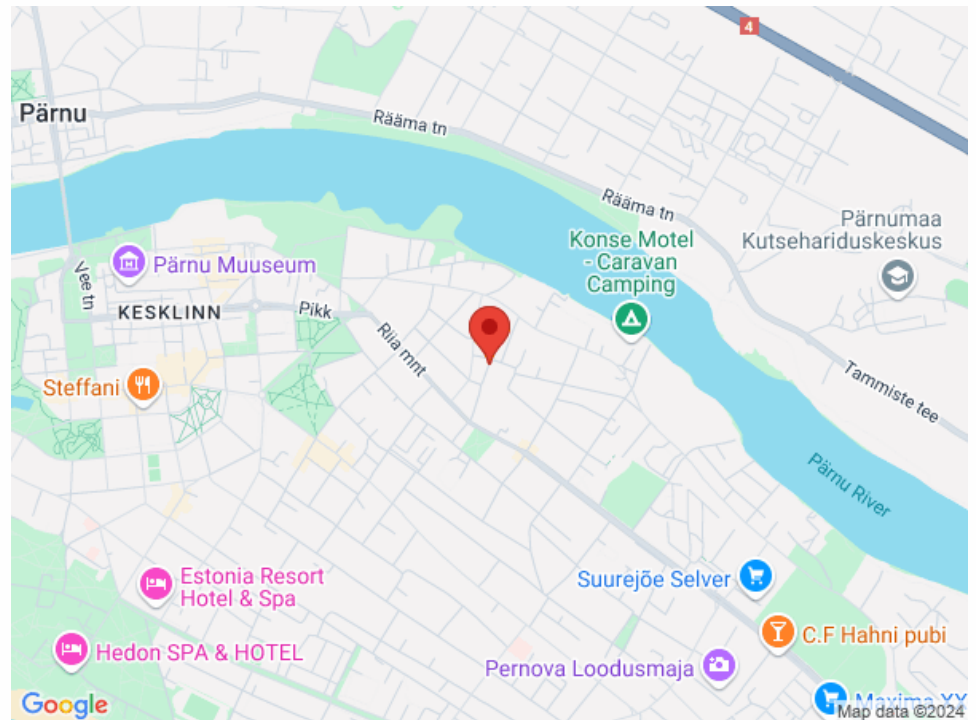 4
Pärnu
Rääma tn
Rääma tn
Pärnumaa
Kutsehariduskeskus
Konse Motel
- Caravan
Camping
Pärnu Muuseum
Vee tn
KESKLINN
Pikk
Riia mnt
Steffani
Tammiste tee
Pärnu River
Estonia Resort
Hotel & Spa
Suurejõe Selver
C.F Hahni pubi
Hedon SPA & HOTEL
Pernova Loodusmaja
Maxima XX
Google
Map data ©2024